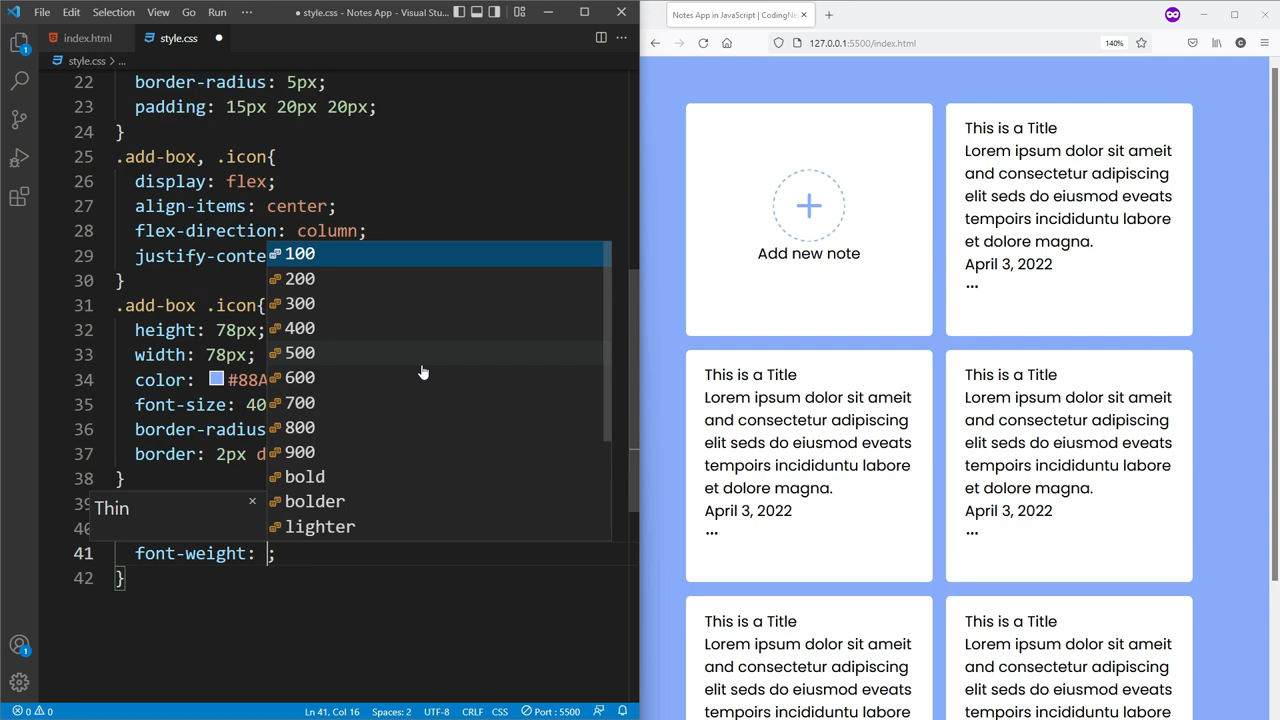 File Edit Selection View Go Run ··· ● style.css - Notes App - Visual Stu...
index.html style.css ●
style.css > ...
22 border-radius: 5px;
23 padding: 15px 20px 20px;
24 }
25 .add-box, .icon{
26 display: flex;
27 align-items: center;
28 flex-direction: column;
29 justify-conte
30 }
31 .add-box .icon{
32 height: 78px;
33 width: 78px;
34 color: #88A
35 font-size: 40
36 border-radius
37 border: 2px d
38 }
39
40
41 font-weight: ;
42 }
100
200
300
400
500
600
700
800
900
bold
bolder
lighter
Thin ×
1
1
0 0 Ln 41, Col 16 Spaces: 2 UTF-8 CRLF CSS Port : 5500
Notes App in JavaScript | CodingNe ×
127.0.0.1:5500/index.html 140%
Add new note
This is a Title
Lorem ipsum dolor sit ameit
and consectetur adipiscing
elit seds do eiusmod eveats
tempoirs incididuntu labore
et dolore magna.
April 3, 2022
...
This is a Title
Lorem ipsum dolor sit ameit
and consectetur adipiscing
elit seds do eiusmod eveats
tempoirs incididuntu labore
et dolore magna.
April 3, 2022
...
This is a Title
Lorem ipsum dolor sit ameit
and consectetur adipiscing
elit seds do eiusmod eveats
tempoirs incididuntu labore
et dolore magna.
April 3, 2022
...
This is a Title
Lorem ipsum dolor sit ameit
and consectetur adipiscing
elit seds do eiusmod eveats
tempoirs incididuntu labore
This is a Title
Lorem ipsum dolor sit ameit
and consectetur adipiscing
elit seds do eiusmod eveats
tempoirs incididuntu labore